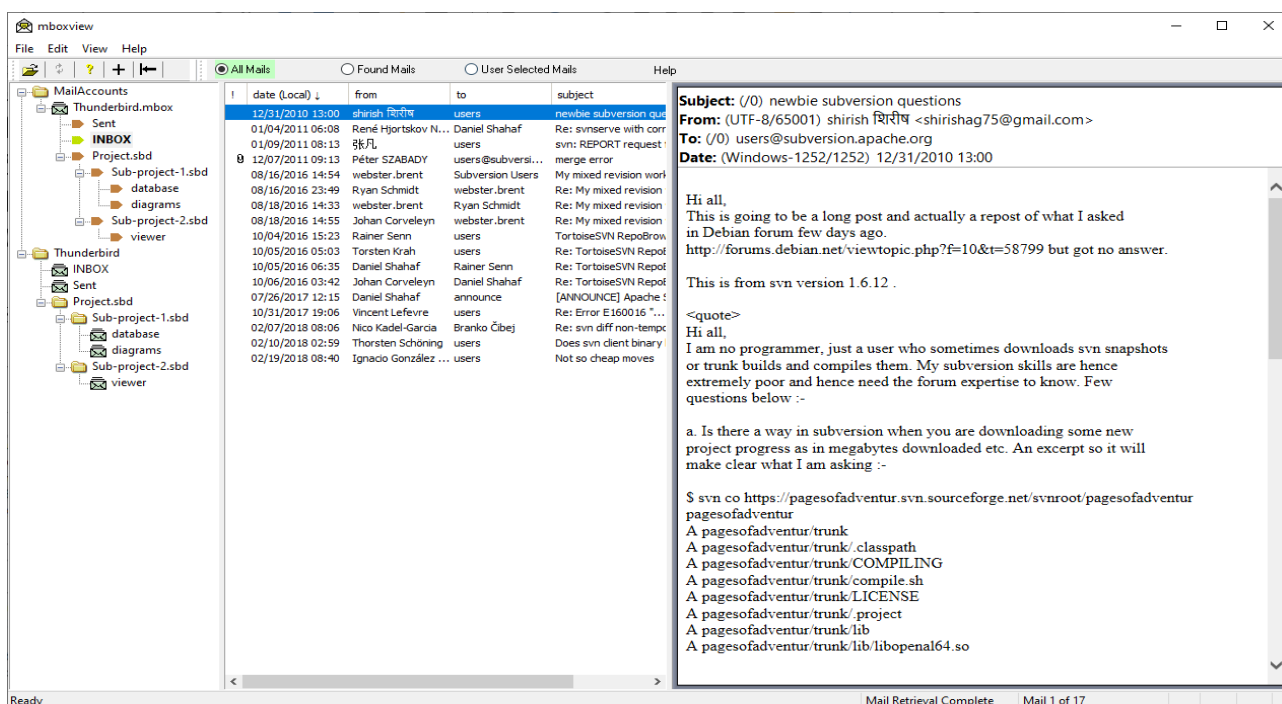 mboxview
File Edit View Help
All Mails Found Mails User Selected Mails Help
MailAccounts
Thunderbird.mbox
Sent
INBOX
Project.sbd
Sub-project-1.sbd
database
diagrams
Sub-project-2.sbd
viewer
Thunderbird
INBOX
Sent
Project.sbd
Sub-project-1.sbd
database
diagrams
Sub-project-2.sbd
viewer
! date (Local) ↓ from to subject
12/31/2010 13:00 shirish शिरीष users newbie subversion que
01/04/2011 06:08 René Hjortskov N... Daniel Shahaf Re: svnserve with corr
01/09/2011 08:13 张凡 users svn: REPORT request
12/07/2011 09:13 Péter SZABADY users@subversi... merge error
08/16/2016 14:54 webster.brent Subversion Users My mixed revision work
08/16/2016 23:49 Ryan Schmidt webster.brent Re: My mixed revision
08/18/2016 14:33 webster.brent Ryan Schmidt Re: My mixed revision
08/18/2016 14:55 Johan Corveleyn webster.brent Re: My mixed revision
10/04/2016 15:23 Rainer Senn users TortoiseSVN RepoBrow
10/05/2016 05:03 Torsten Krah users Re: TortoiseSVN RepoB
10/05/2016 06:35 Daniel Shahaf Rainer Senn Re: TortoiseSVN RepoB
10/06/2016 03:42 Johan Corveleyn Daniel Shahaf Re: TortoiseSVN RepoB
07/26/2017 12:15 Daniel Shahaf announce [ANNOUNCE] Apache S
10/31/2017 19:06 Vincent Lefevre users Re: Error E160016 "...
02/07/2018 08:06 Nico Kadel-Garcia Branko Čibej Re: svn diff non-tempo
02/10/2018 02:59 Thorsten Schöning users Does svn client binary
02/19/2018 08:40 Ignacio González ... users Not so cheap moves
Subject: (/0) newbie subversion questions
From: (UTF-8/65001) shirish शिरीष <shirishag75@gmail.com>
To: (/0) users@subversion.apache.org
Date: (Windows-1252/1252) 12/31/2010 13:00
Hi all,
This is going to be a long post and actually a repost of what I asked
in Debian forum few days ago.
http://forums.debian.net/viewtopic.php?f=10&t=58799 but got no answer.
This is from svn version 1.6.12 .
<quote>
Hi all,
I am no programmer, just a user who sometimes downloads svn snapshots
or trunk builds and compiles them. My subversion skills are hence
extremely poor and hence need the forum expertise to know. Few
questions below :-
a. Is there a way in subversion when you are downloading some new
project progress as in megabytes downloaded etc. An excerpt so it will
make clear what I am asking :-
$ svn co https://pagesofadventur.svn.sourceforge.net/svnroot/pagesofadventur
pagesofadventur
A pagesofadventur/trunk
A pagesofadventur/trunk/.classpath
A pagesofadventur/trunk/COMPILING
A pagesofadventur/trunk/compile.sh
A pagesofadventur/trunk/LICENSE
A pagesofadventur/trunk/.project
A pagesofadventur/trunk/lib
A pagesofadventur/trunk/lib/libopenal64.so
Ready Mail Retrieval Complete Mail 1 of 17